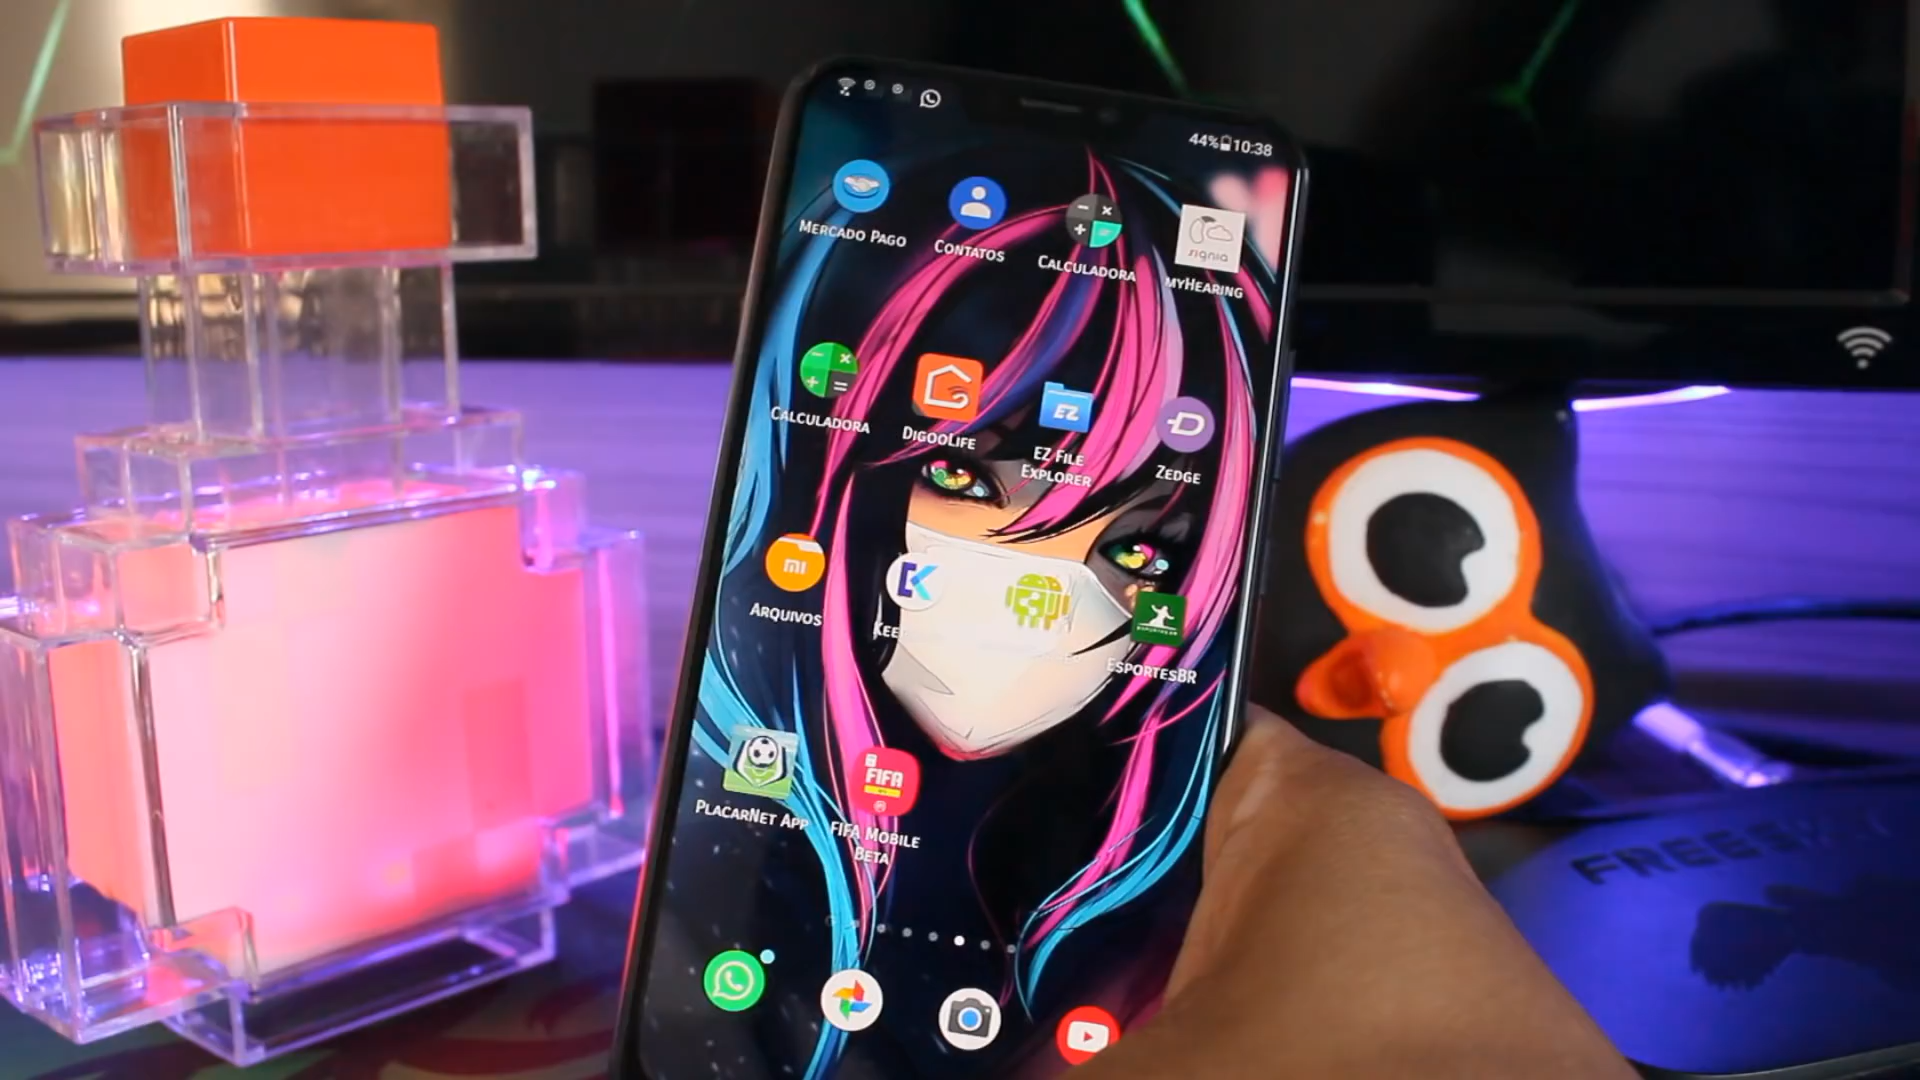 44% 10:38
Mercado Pago
Contatos
Calculadora
signia
myHearing
Calculadora
DigooLife
EZ
EZ File
Explorer
Zedge
mi
Arquivos
EsportesBR
PlacarNet App
FIFA
FIFA Mobile
Beta